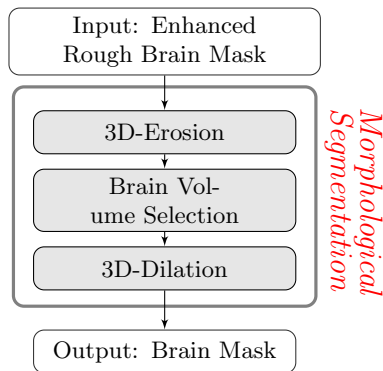 Input: Enhanced
Rough Brain Mask
3D-Erosion
Brain Vol-
ume Selection
3D-Dilation
Output: Brain Mask
Morphological
Segmentation